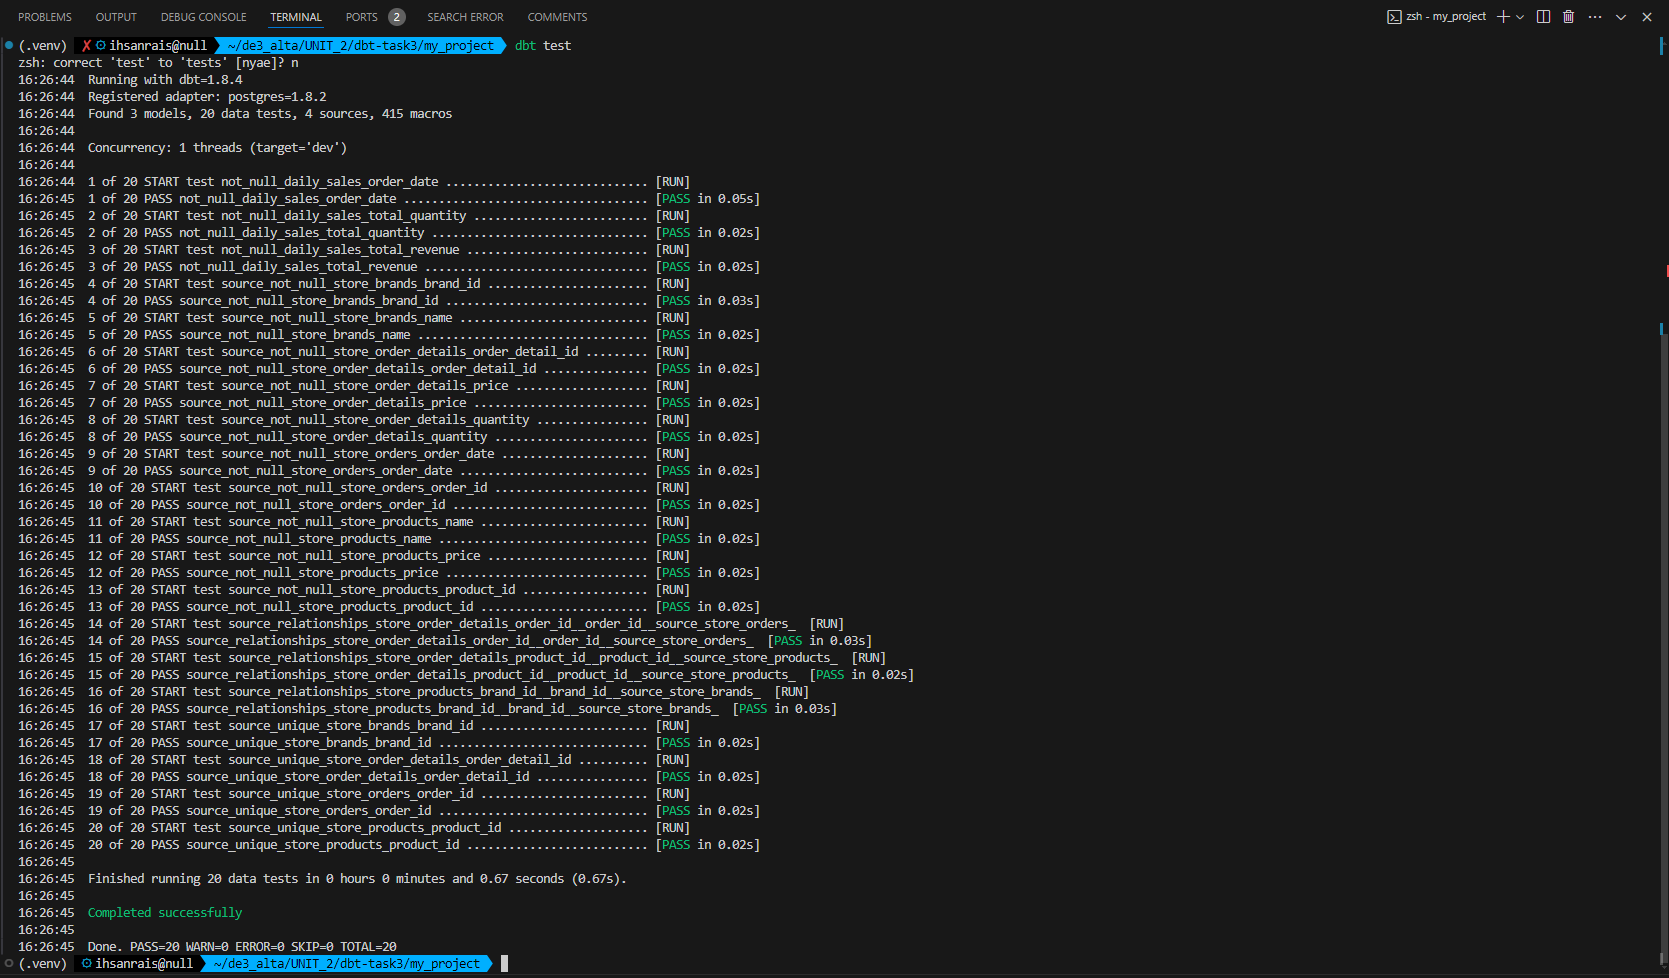 PROBLEMS OUTPUT DEBUG CONSOLE TERMINAL PORTS 2 SEARCH ERROR COMMENTS zsh - my_project
(.venv) ✗ ⚙ ihsanrais@null ~/de3_alta/UNIT_2/dbt-task3/my_project dbt test
zsh: correct 'test' to 'tests' [nyae]? n
16:26:44 Running with dbt=1.8.4
16:26:44 Registered adapter: postgres=1.8.2
16:26:44 Found 3 models, 20 data tests, 4 sources, 415 macros
16:26:44
16:26:44 Concurrency: 1 threads (target='dev')
16:26:44
16:26:44 1 of 20 START test not_null_daily_sales_order_date ............................. [RUN]
16:26:45 1 of 20 PASS not_null_daily_sales_order_date ................................... [PASS in 0.05s]
16:26:45 2 of 20 START test not_null_daily_sales_total_quantity ......................... [RUN]
16:26:45 2 of 20 PASS not_null_daily_sales_total_quantity ............................... [PASS in 0.02s]
16:26:45 3 of 20 START test not_null_daily_sales_total_revenue .......................... [RUN]
16:26:45 3 of 20 PASS not_null_daily_sales_total_revenue ................................ [PASS in 0.02s]
16:26:45 4 of 20 START test source_not_null_store_brands_brand_id ....................... [RUN]
16:26:45 4 of 20 PASS source_not_null_store_brands_brand_id ............................. [PASS in 0.03s]
16:26:45 5 of 20 START test source_not_null_store_brands_name ........................... [RUN]
16:26:45 5 of 20 PASS source_not_null_store_brands_name ................................. [PASS in 0.02s]
16:26:45 6 of 20 START test source_not_null_store_order_details_order_detail_id ......... [RUN]
16:26:45 6 of 20 PASS source_not_null_store_order_details_order_detail_id ............... [PASS in 0.02s]
16:26:45 7 of 20 START test source_not_null_store_order_details_price ................... [RUN]
16:26:45 7 of 20 PASS source_not_null_store_order_details_price ......................... [PASS in 0.02s]
16:26:45 8 of 20 START test source_not_null_store_order_details_quantity ................ [RUN]
16:26:45 8 of 20 PASS source_not_null_store_order_details_quantity ...................... [PASS in 0.02s]
16:26:45 9 of 20 START test source_not_null_store_orders_order_date ..................... [RUN]
16:26:45 9 of 20 PASS source_not_null_store_orders_order_date ........................... [PASS in 0.02s]
16:26:45 10 of 20 START test source_not_null_store_orders_order_id ...................... [RUN]
16:26:45 10 of 20 PASS source_not_null_store_orders_order_id ............................ [PASS in 0.02s]
16:26:45 11 of 20 START test source_not_null_store_products_name ........................ [RUN]
16:26:45 11 of 20 PASS source_not_null_store_products_name .............................. [PASS in 0.02s]
16:26:45 12 of 20 START test source_not_null_store_products_price ....................... [RUN]
16:26:45 12 of 20 PASS source_not_null_store_products_price ............................. [PASS in 0.02s]
16:26:45 13 of 20 START test source_not_null_store_products_product_id .................. [RUN]
16:26:45 13 of 20 PASS source_not_null_store_products_product_id ........................ [PASS in 0.02s]
16:26:45 14 of 20 START test source_relationships_store_order_details_order_id__order_id__source_store_orders_ [RUN]
16:26:45 14 of 20 PASS source_relationships_store_order_details_order_id__order_id__source_store_orders_ [PASS in 0.03s]
16:26:45 15 of 20 START test source_relationships_store_order_details_product_id__product_id__source_store_products_ [RUN]
16:26:45 15 of 20 PASS source_relationships_store_order_details_product_id__product_id__source_store_products_ [PASS in 0.02s]
16:26:45 16 of 20 START test source_relationships_store_products_brand_id__brand_id__source_store_brands_ [RUN]
16:26:45 16 of 20 PASS source_relationships_store_products_brand_id__brand_id__source_store_brands_ [PASS in 0.03s]
16:26:45 17 of 20 START test source_unique_store_brands_brand_id ........................ [RUN]
16:26:45 17 of 20 PASS source_unique_store_brands_brand_id .............................. [PASS in 0.02s]
16:26:45 18 of 20 START test source_unique_store_order_details_order_detail_id .......... [RUN]
16:26:45 18 of 20 PASS source_unique_store_order_details_order_detail_id ................ [PASS in 0.02s]
16:26:45 19 of 20 START test source_unique_store_orders_order_id ........................ [RUN]
16:26:45 19 of 20 PASS source_unique_store_orders_order_id .............................. [PASS in 0.02s]
16:26:45 20 of 20 START test source_unique_store_products_product_id .................... [RUN]
16:26:45 20 of 20 PASS source_unique_store_products_product_id .......................... [PASS in 0.02s]
16:26:45
16:26:45 Finished running 20 data tests in 0 hours 0 minutes and 0.67 seconds (0.67s).
16:26:45
16:26:45 Completed successfully
16:26:45
16:26:45 Done. PASS=20 WARN=0 ERROR=0 SKIP=0 TOTAL=20
(.venv) ⚙ ihsanrais@null ~/de3_alta/UNIT_2/dbt-task3/my_project